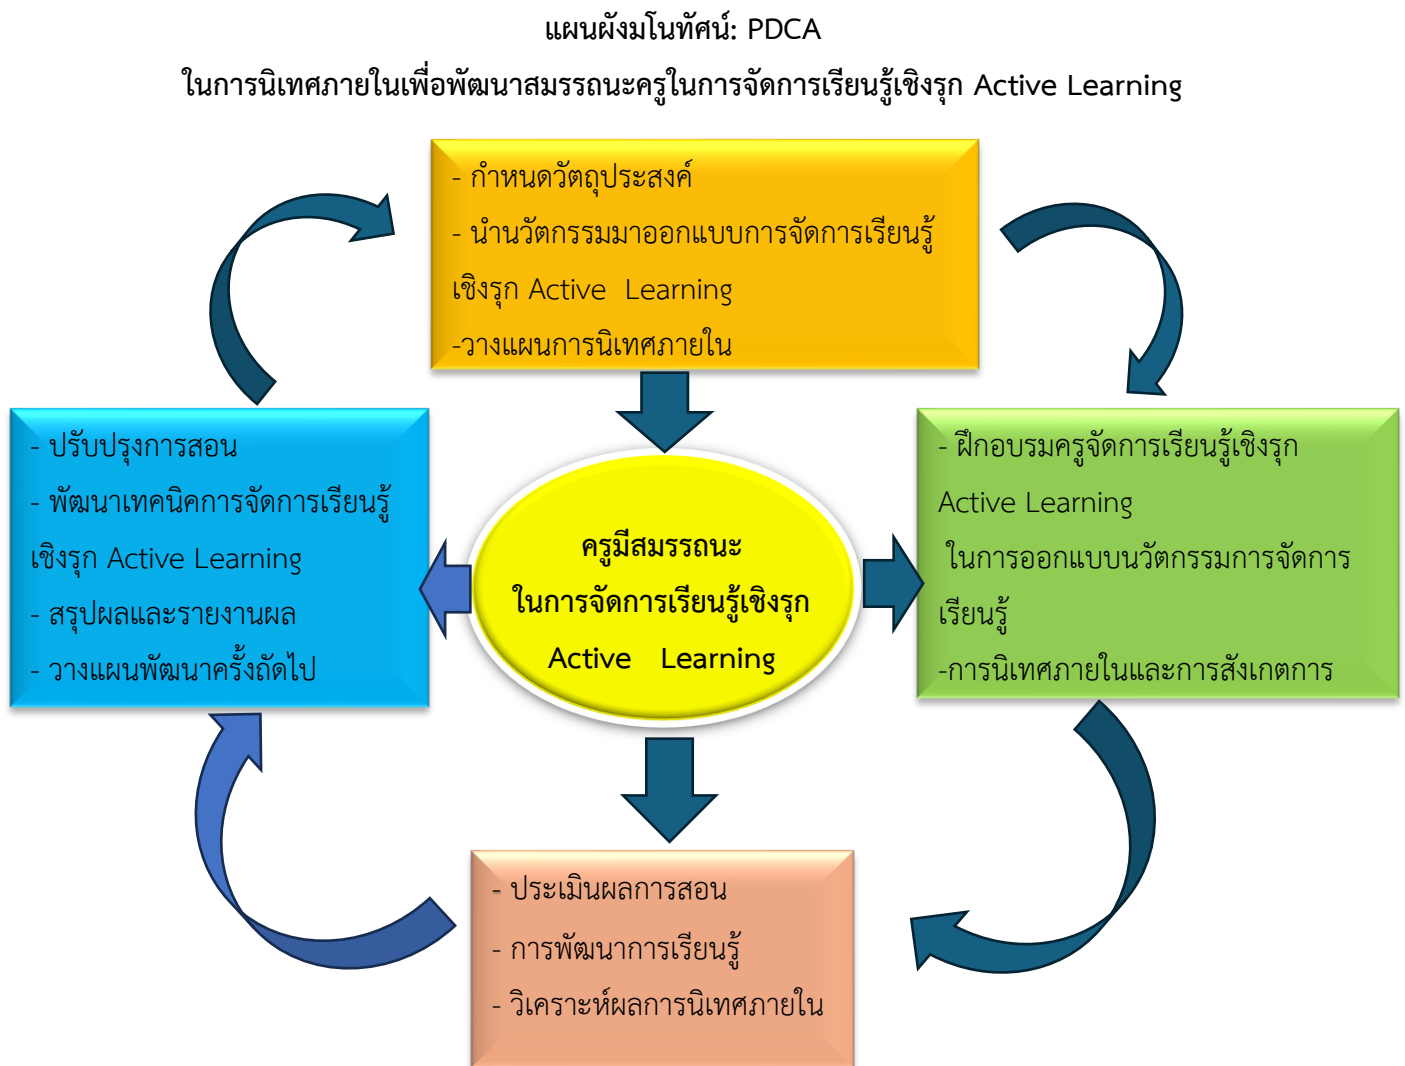 แผนผังมโนทัศน์: PDCA
ในการนิเทศภายในเพื่อพัฒนาสมรรถนะครูในการจัดการเรียนรู้เชิงรุก Active Learning
- กำหนดวัตถุประสงค์
- นำนวัตกรรมมาออกแบบการจัดการเรียนรู้
เชิงรุก Active Learning
-วางแผนการนิเทศภายใน
- ปรับปรุงการสอน
- พัฒนาเทคนิคการจัดการเรียนรู้
เชิงรุก Active Learning
- สรุปผลและรายงานผล
- วางแผนพัฒนาครั้งถัดไป
ครูมีสมรรถนะ
ในการจัดการเรียนรู้เชิงรุก
Active Learning
- ฝึกอบรมครูจัดการเรียนรู้เชิงรุก
Active Learning
ในการออกแบบนวัตกรรมการจัดการ
เรียนรู้
-การนิเทศภายในและการสังเกตการ
- ประเมินผลการสอน
- การพัฒนาการเรียนรู้
- วิเคราะห์ผลการนิเทศภายใน